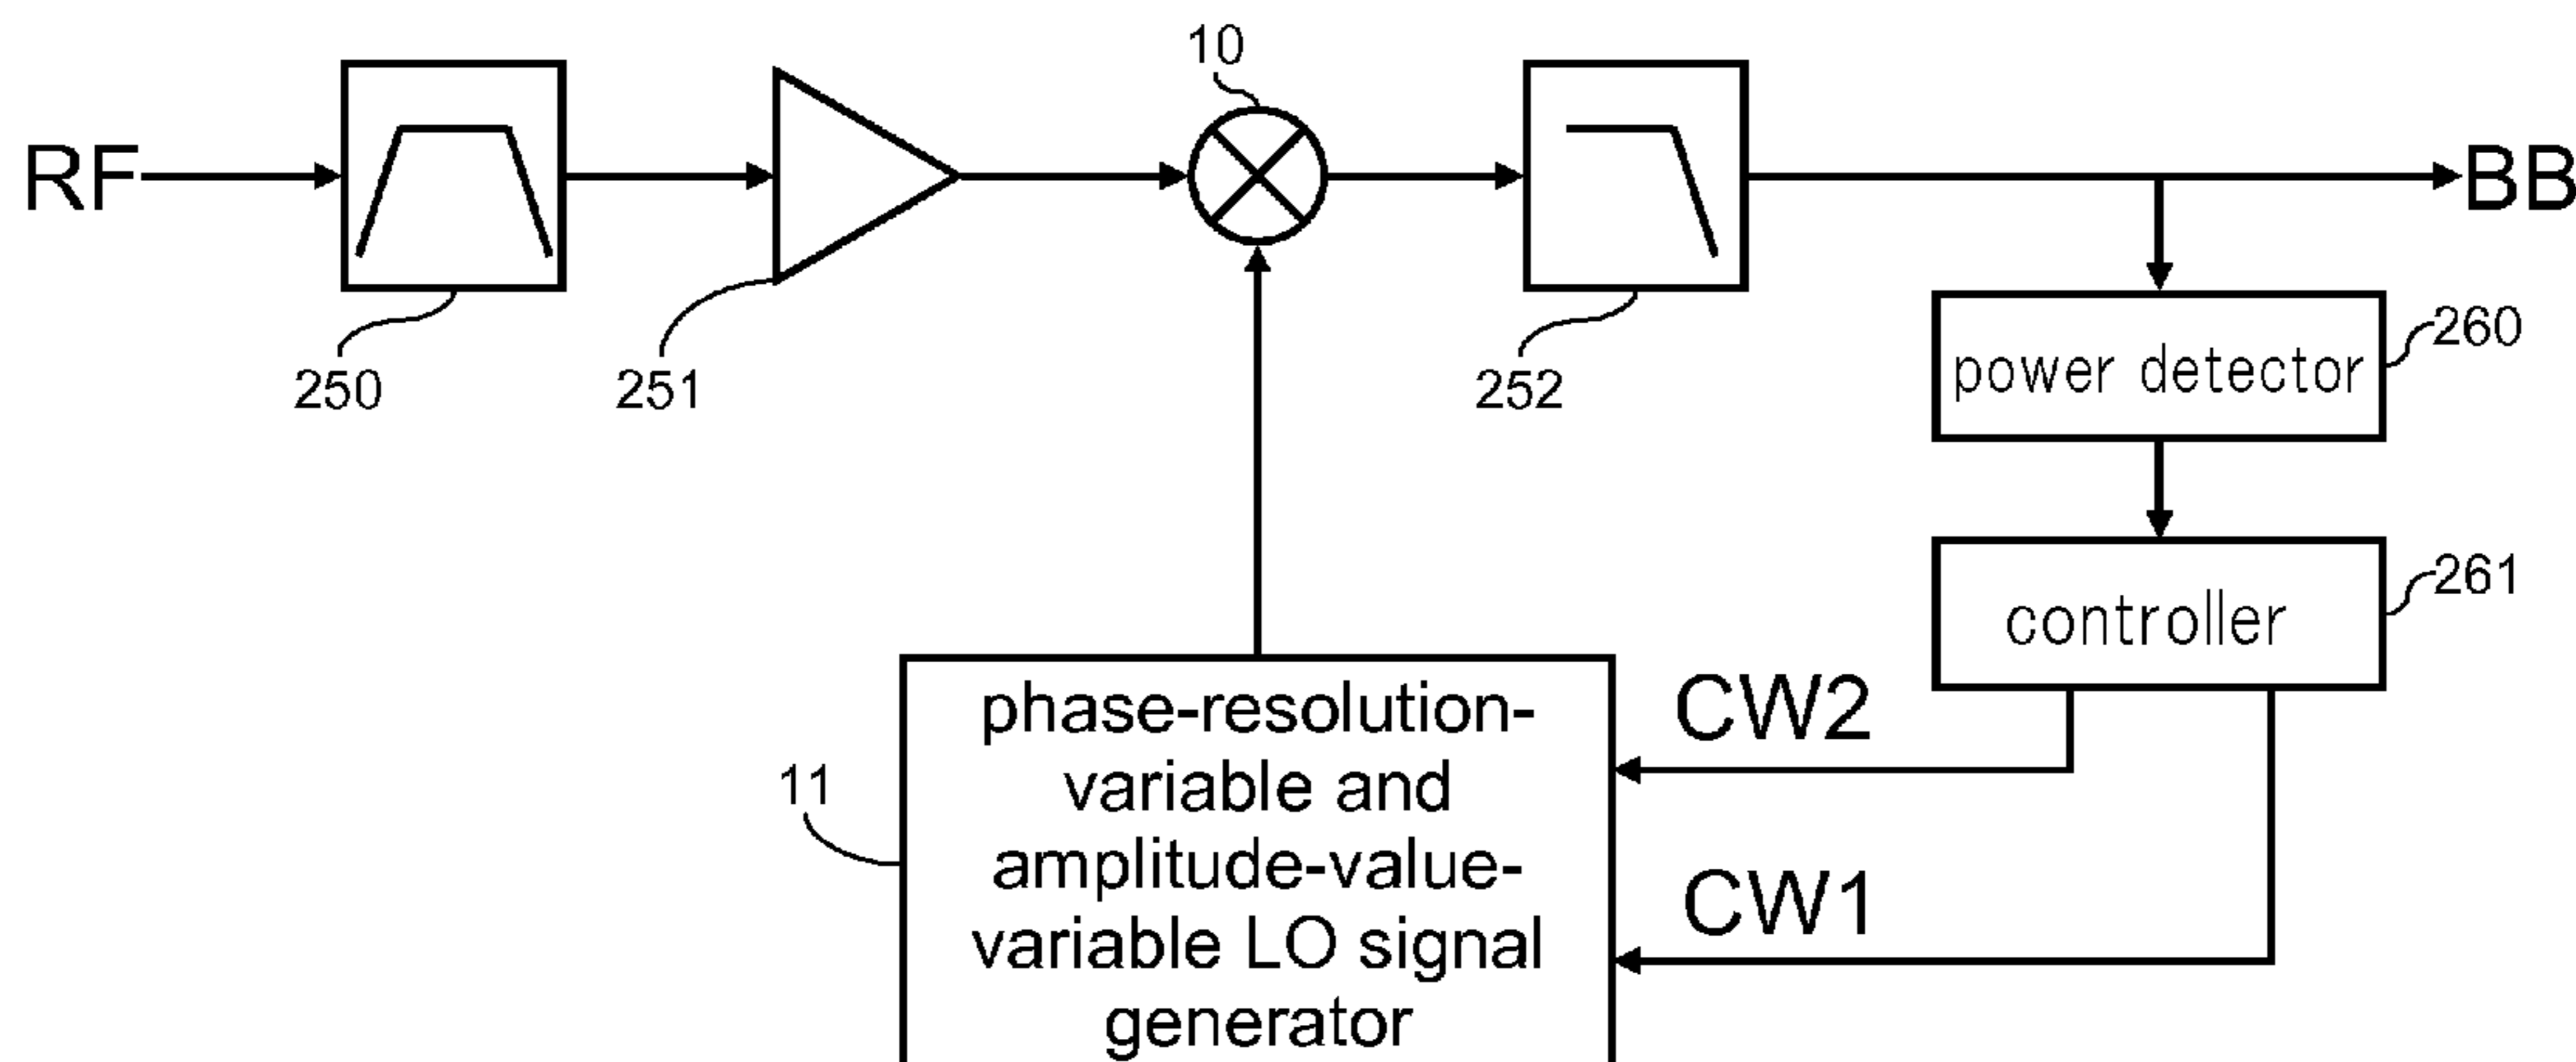 10
RF
BB
250
251
252
260
power detector
261
controller
phase-resolution-
variable and
amplitude-value-
variable LO signal
generator
CW2
11
CW1